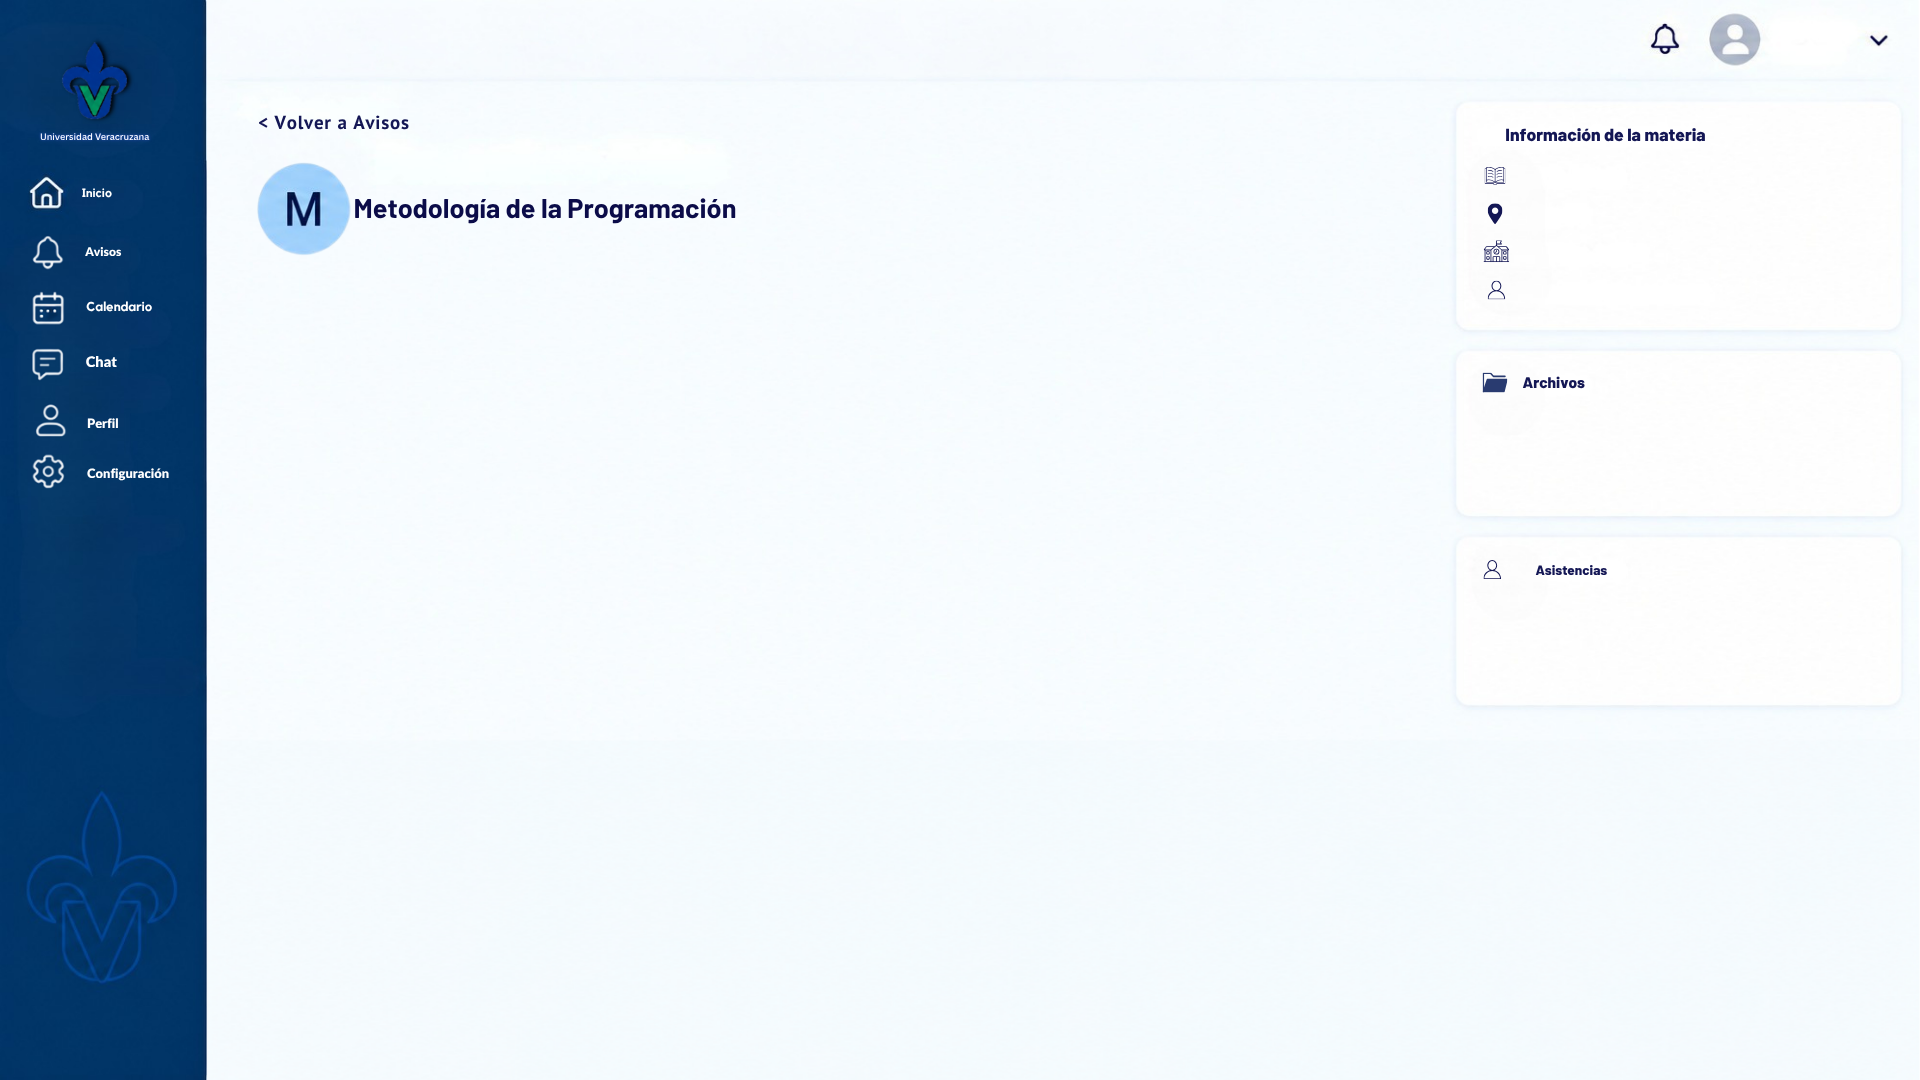 Universidad Veracruzana
Inicio
Avisos
Calendario
Chat
Perfil
Configuración
< Volver a Avisos
M
Metodología de la Programación
Información de la materia
Archivos
Asistencias